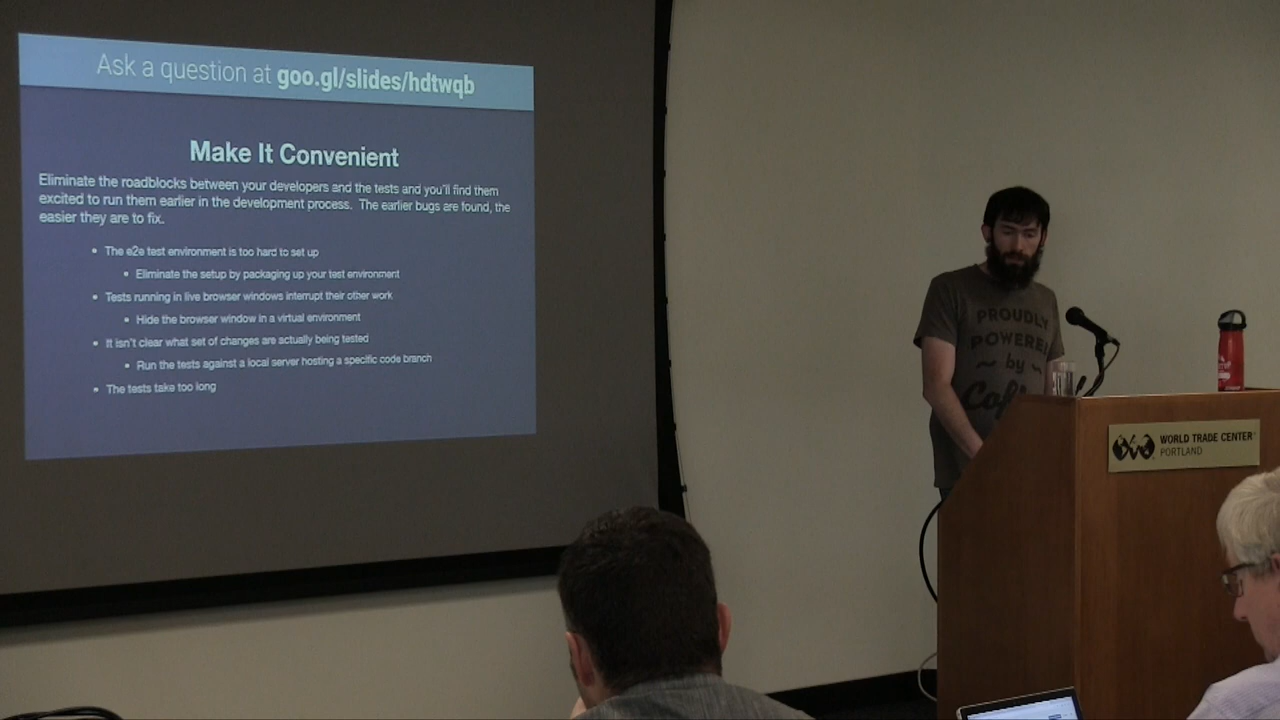 Ask a question at goo.gl/slides/hdtwqb
Make It Convenient
Eliminate the roadblocks between your developers and the tests and you'll find them
excited to run them earlier in the development process. The earlier bugs are found, the
easier they are to fix.
• The e2e test environment is too hard to set up
• Eliminate the setup by packaging up your test environment
• Tests running in live browser windows interrupt their other work
• Hide the browser window in a virtual environment
• It isn't clear what set of changes are actually being tested
• Run the tests against a local server hosting a specific code branch
• The tests take too long
PROUDLY
POWERE
~ by ~
Cof
WORLD TRADE CENTER
PORTLAND